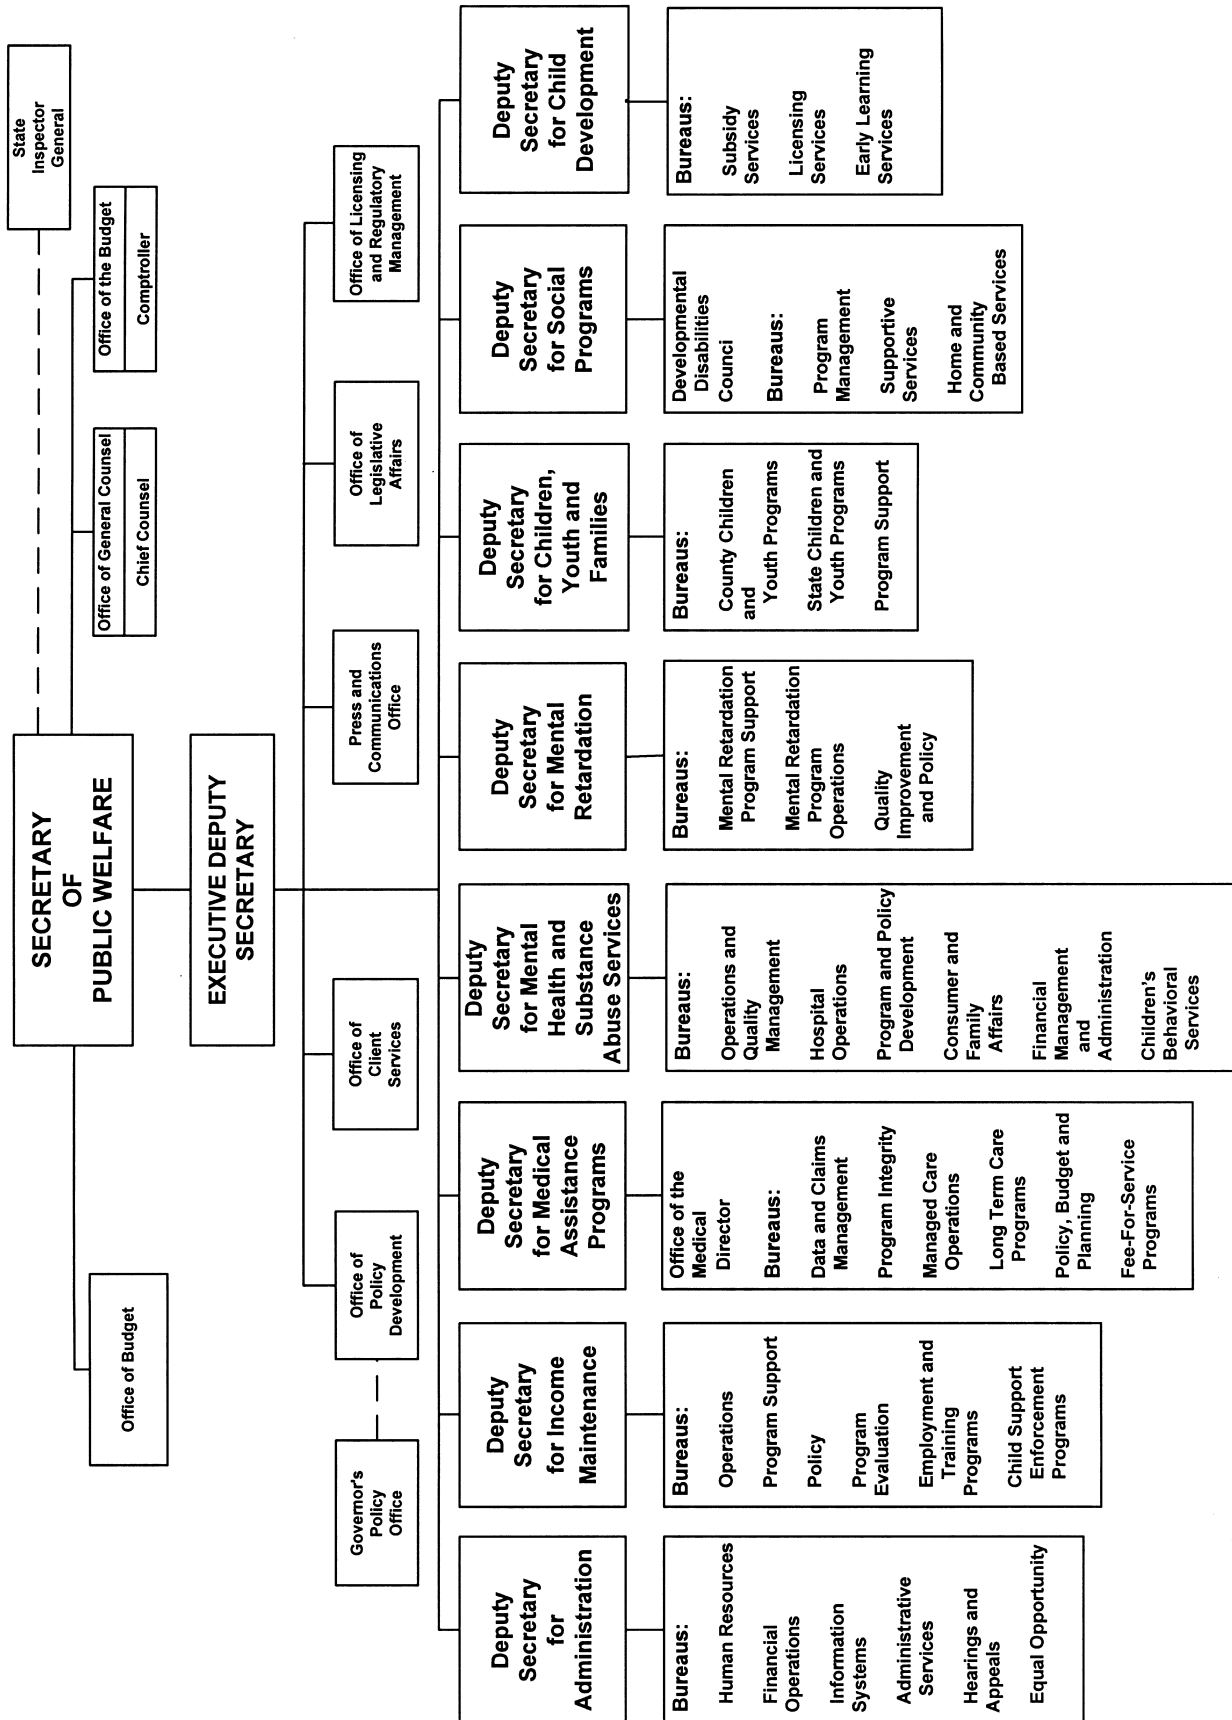 State
Inspector
General
Office of the Budget
Comptroller
Office of General Counsel
Chief Counsel
SECRETARY
OF
PUBLIC WELFARE
Office of Budget
EXECUTIVE DEPUTY
SECRETARY
Governor's
Policy
Office
Office of
Policy
Development
Office of
Client
Services
Press and
Communications
Office
Office of
Legislative
Affairs
Office of Licensing
and Regulatory
Management
Deputy
Secretary
for
Administration
Bureaus:
Human Resources
Financial
Operations
Information
Systems
Administrative
Services
Hearings and
Appeals
Equal Opportunity
Deputy
Secretary
for Income
Maintenance
Bureaus:
Operations
Program Support
Policy
Program
Evaluation
Employment and
Training
Programs
Child Support
Enforcement
Programs
Deputy
Secretary
for Medical
Assistance
Programs
Office of the
Medical
Director
Bureaus:
Data and Claims
Management
Program Integrity
Managed Care
Operations
Long Term Care
Programs
Policy, Budget and
Planning
Fee-For-Service
Programs
Deputy
Secretary
for Mental
Health and
Substance
Abuse Services
Bureaus:
Operations and
Quality
Management
Hospital
Operations
Program and Policy
Development
Consumer and
Family
Affairs
Financial
Management
and
Administration
Children's
Behavioral
Services
Deputy
Secretary
for Mental
Retardation
Bureaus:
Mental Retardation
Program Support
Mental Retardation
Program
Operations
Quality
Improvement
and Policy
Deputy
Secretary
for Children,
Youth and
Families
Bureaus:
County Children
and
Youth Programs
State Children and
Youth Programs
Program Support
Deputy
Secretary
for Social
Programs
Developmental
Disabilities
Counci
Bureaus:
Program
Management
Supportive
Services
Home and
Community
Based Services
Deputy
Secretary
for Child
Development
Bureaus:
Subsidy
Services
Licensing
Services
Early Learning
Services